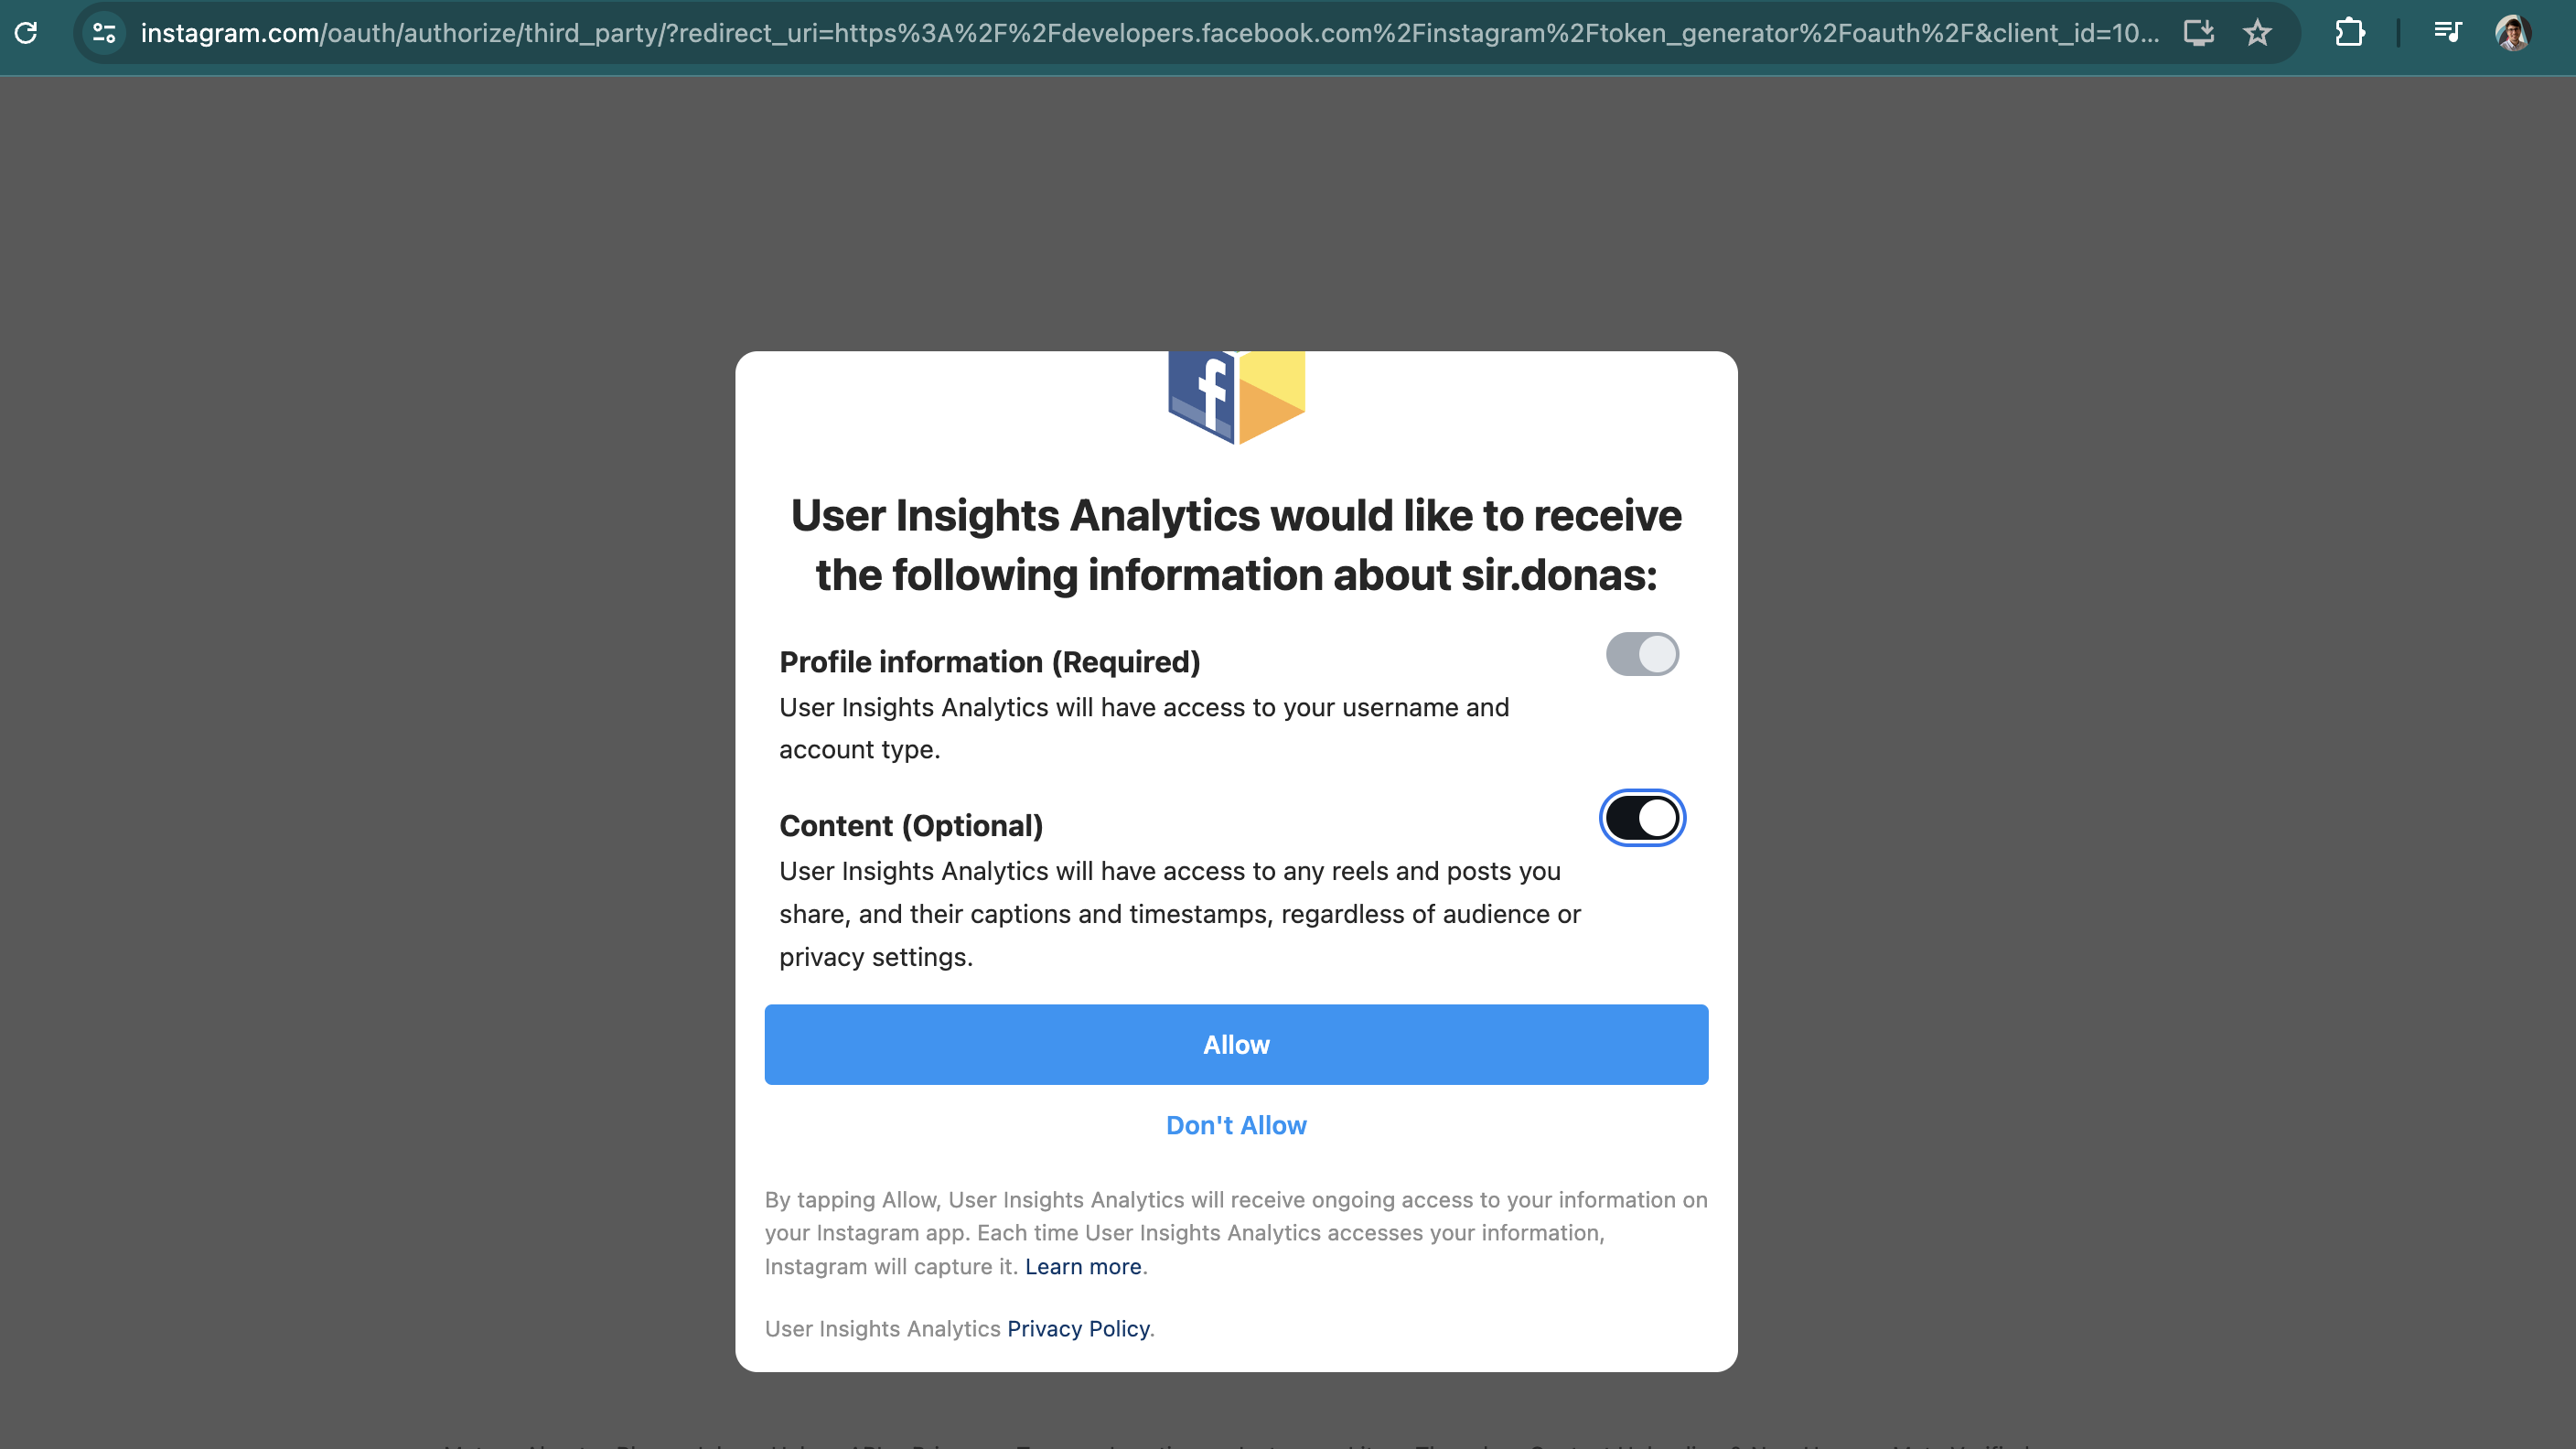 instagram.com/oauth/authorize/third_party/?redirect_uri=https%3A%2F%2Fdevelopers.facebook.com%2Finstagram%2Ftoken_generator%2Foauth%2F&client_id=10...
f
User Insights Analytics would like to receive
the following information about sir.donas:
Profile information (Required)
User Insights Analytics will have access to your username and
account type.
Content (Optional)
User Insights Analytics will have access to any reels and posts you
share, and their captions and timestamps, regardless of audience or
privacy settings.
Allow
Don't Allow
By tapping Allow, User Insights Analytics will receive ongoing access to your information on
your Instagram app. Each time User Insights Analytics accesses your information,
Instagram will capture it. Learn more.
User Insights Analytics Privacy Policy.